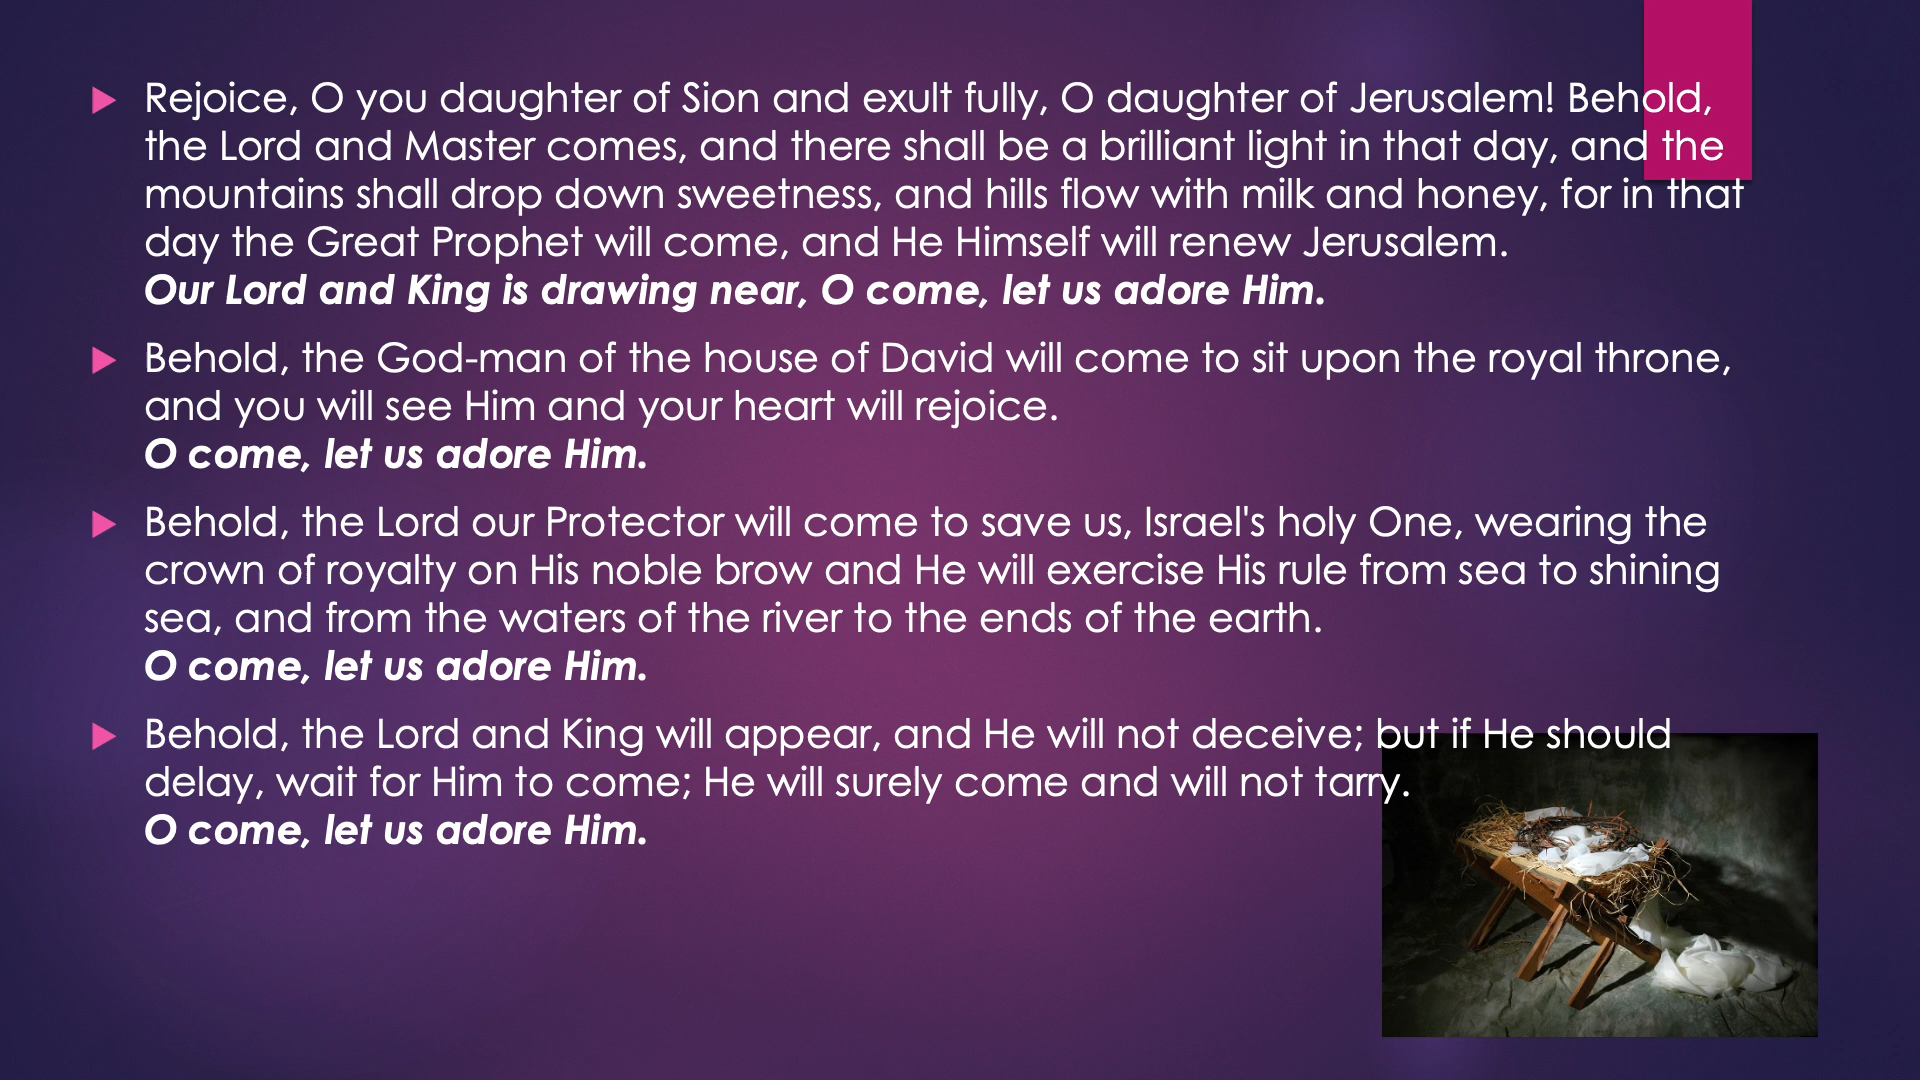 Rejoice, O you daughter of Sion and exult fully, O daughter of Jerusalem! Behold,
the Lord and Master comes, and there shall be a brilliant light in that day, and the
mountains shall drop down sweetness, and hills flow with milk and honey, for in that
day the Great Prophet will come, and He Himself will renew Jerusalem.
Our Lord and King is drawing near, O come, let us adore Him.
Behold, the God-man of the house of David will come to sit upon the royal throne,
and you will see Him and your heart will rejoice.
O come, let us adore Him.
Behold, the Lord our Protector will come to save us, Israel's holy One, wearing the
crown of royalty on His noble brow and He will exercise His rule from sea to shining
sea, and from the waters of the river to the ends of the earth.
O come, let us adore Him.
Behold, the Lord and King will appear, and He will not deceive; but if He should
delay, wait for Him to come; He will surely come and will not tarry.
O come, let us adore Him.